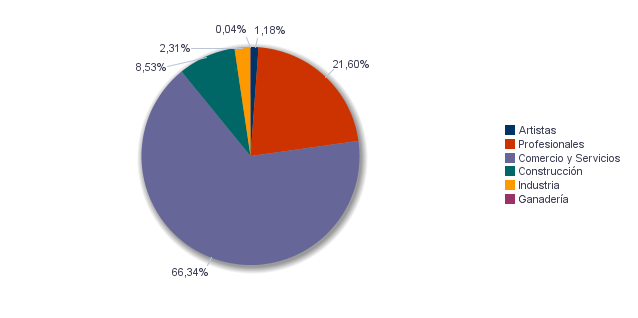 0,04%
1,18%
2,31%
21,60%
8,53%
66,34%
Artistas
Profesionales
Comercio y Servicios
Construcción
Industria
Ganadería